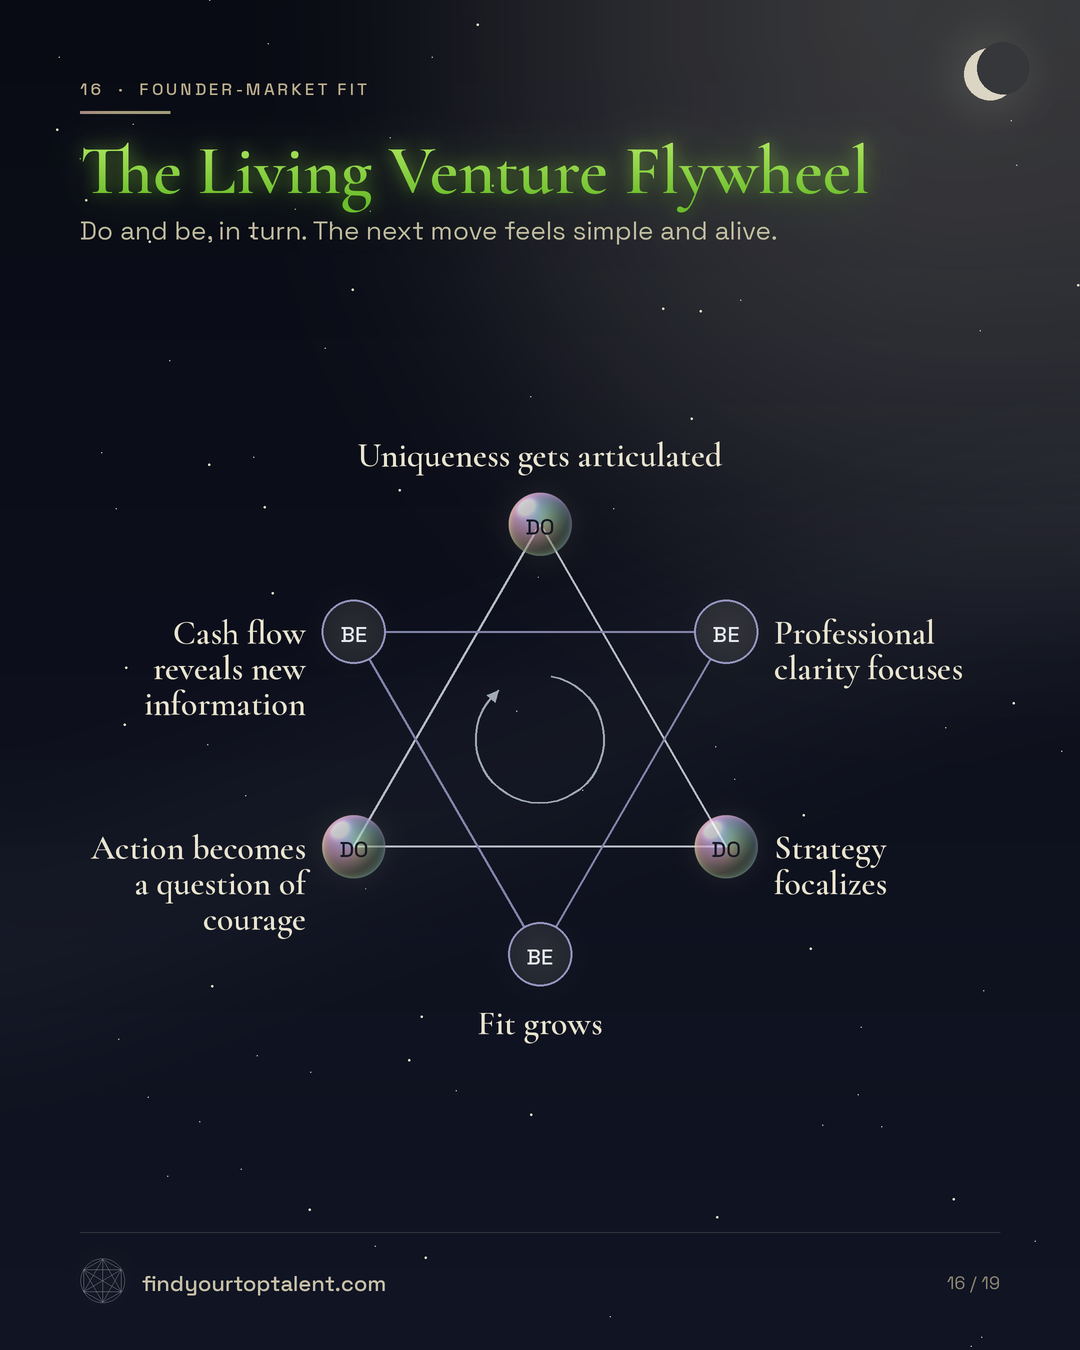 16 · FOUNDER-MARKET FIT
The Living Venture Flywheel
Do and be, in turn. The next move feels simple and alive.
Uniqueness gets articulated
DO
BE
Cash flow
reveals new
information
BE
Professional
clarity focuses
Action becomes
a question of
courage
DO
DO
Strategy
focalizes
BE
Fit grows
findyourtoptalent.com
16 / 19